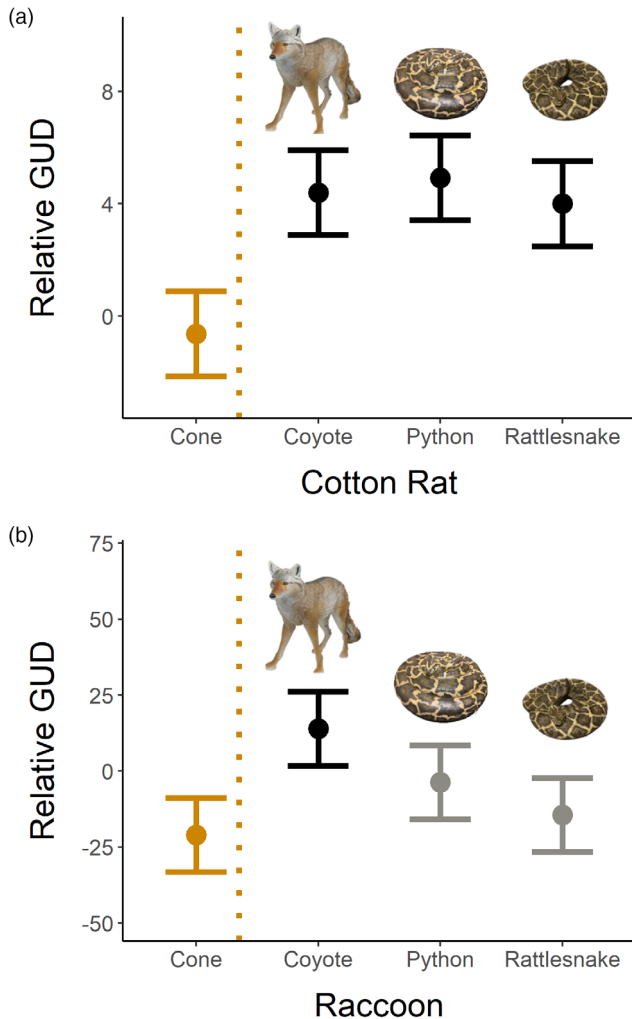 (a)
Relative GUD
8
4
0
Cone Coyote Python Rattlesnake
Cotton Rat
(b)
Relative GUD
75
50
25
0
-25
-50
Cone Coyote Python Rattlesnake
Raccoon